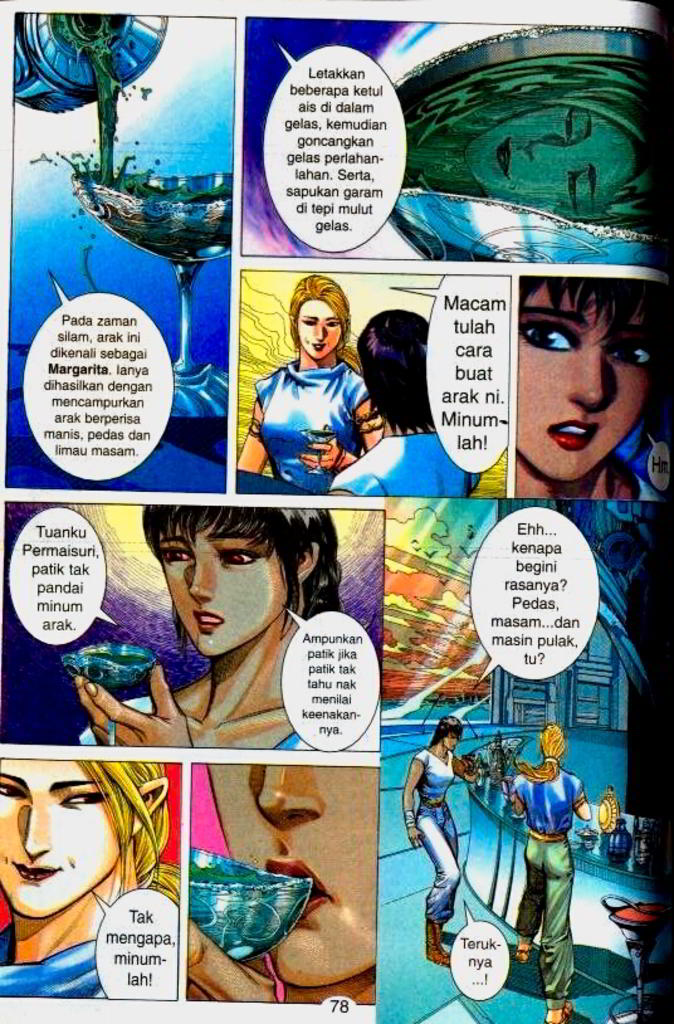 Letakkan
beberapa ketul
ais di dalam
gelas, kemudian
goncangkan
gelas perlahan-
lahan. Serta,
sapukan garam
di tepi mulut
gelas.
Pada zaman
silam, arak ini
dikenali sebagai
Margarita. Ianya
dihasilkan dengan
mencampurkan
arak berperisa
manis, pedas dan
limau masam.
Macam
tulah
cara
buat
arak ni.
Minum-
lah!
Hm
Tuanku
Permaisuri,
patik tak
pandai
minum
arak.
Ampunkan
patik jika
patik tak
tahu nak
menilai
keenakan-
nya.
Ehh...
kenapa
begini
rasanya?
Pedas,
masam...dan
masin pulak,
tu?
Tak
mengapa,
minum-
lah!
Teruk-
nya
...!
78